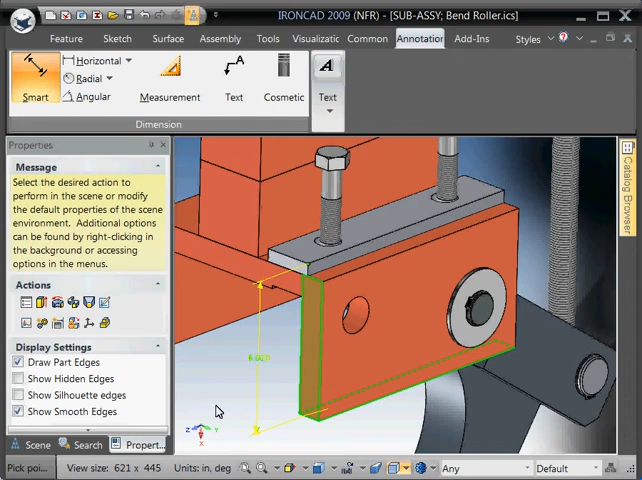 IRONCAD 2009 (NFR) - [SUB-ASSY; Bend Roller.ics]
Feature Sketch Surface Assembly Tools Visualizatic Common Annotation Add-Ins Styles
Smart
Horizontal
Radial
Angular
Measurement
Text
Cosmetic
Text
Dimension
Properties
Message
Select the desired action to
perform in the scene or modify
the default properties of the scene
environment. Additional options
can be found by right-clicking
in the background or accessing
options in the menus.
Actions
Display Settings
Draw Part Edges
Show Hidden Edges
Show Silhouette edges
Show Smooth Edges
Scene Search Propert...
Catalog Browser
Z Y
X
Pick poi... View size: 621 x 445 Units: in, deg Any Default